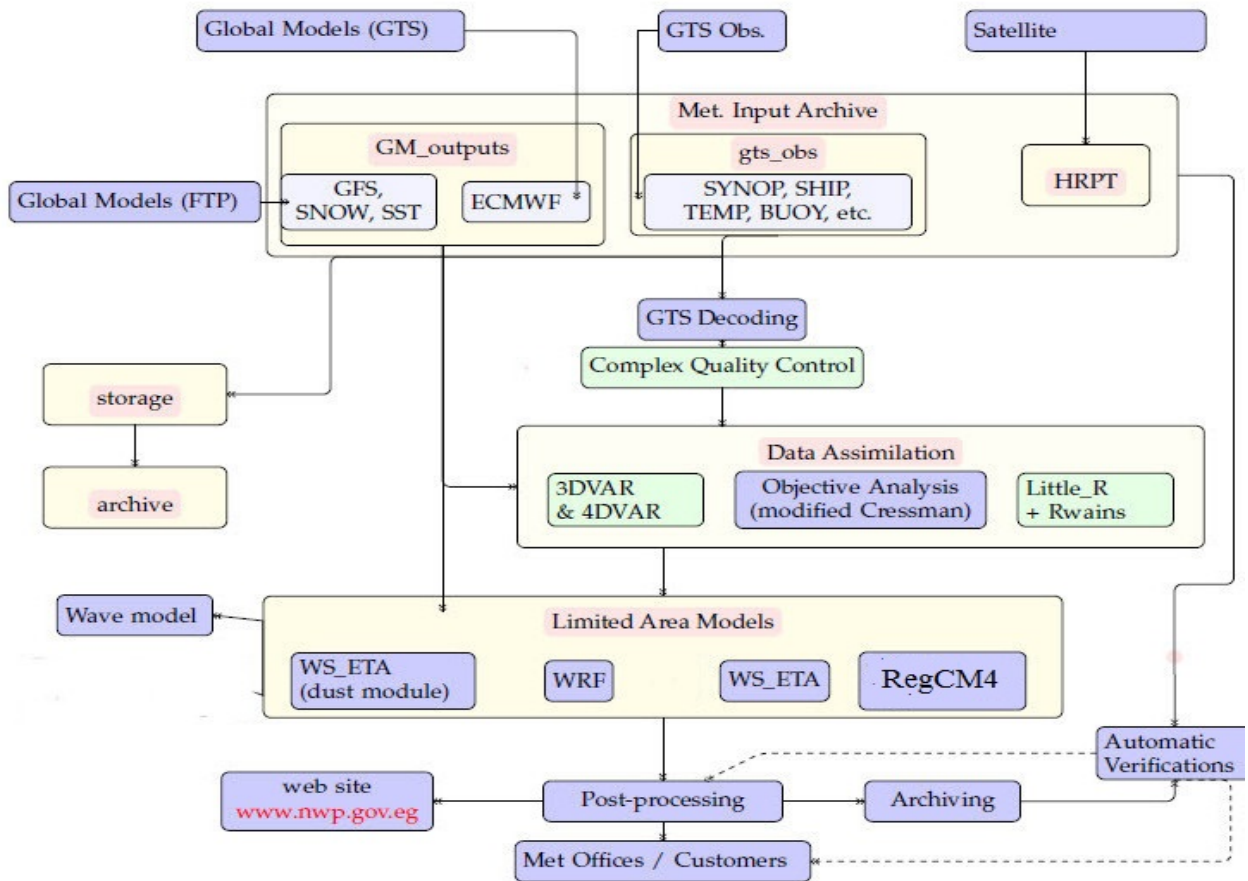 Global Models (GTS)
GTS Obs.
Satellite
Met. Input Archive
GM_outputs
gts_obs
Global Models (FTP)
GFS,
SNOW, SST
ECMWF
SYNOP, SHIP,
TEMP, BUOY, etc.
HRPT
GTS Decoding
Complex Quality Control
storage
archive
Data Assimilation
3DVAR
& 4DVAR
Objective Analysis
(modified Cressman)
Little_R
+ Rwains
Wave model
Limited Area Models
WS_ETA
(dust module)
WRF
WS_ETA
RegCM4
Automatic
Verifications
web site
www.nwp.gov.eg
Post-processing
Archiving
Met Offices / Customers